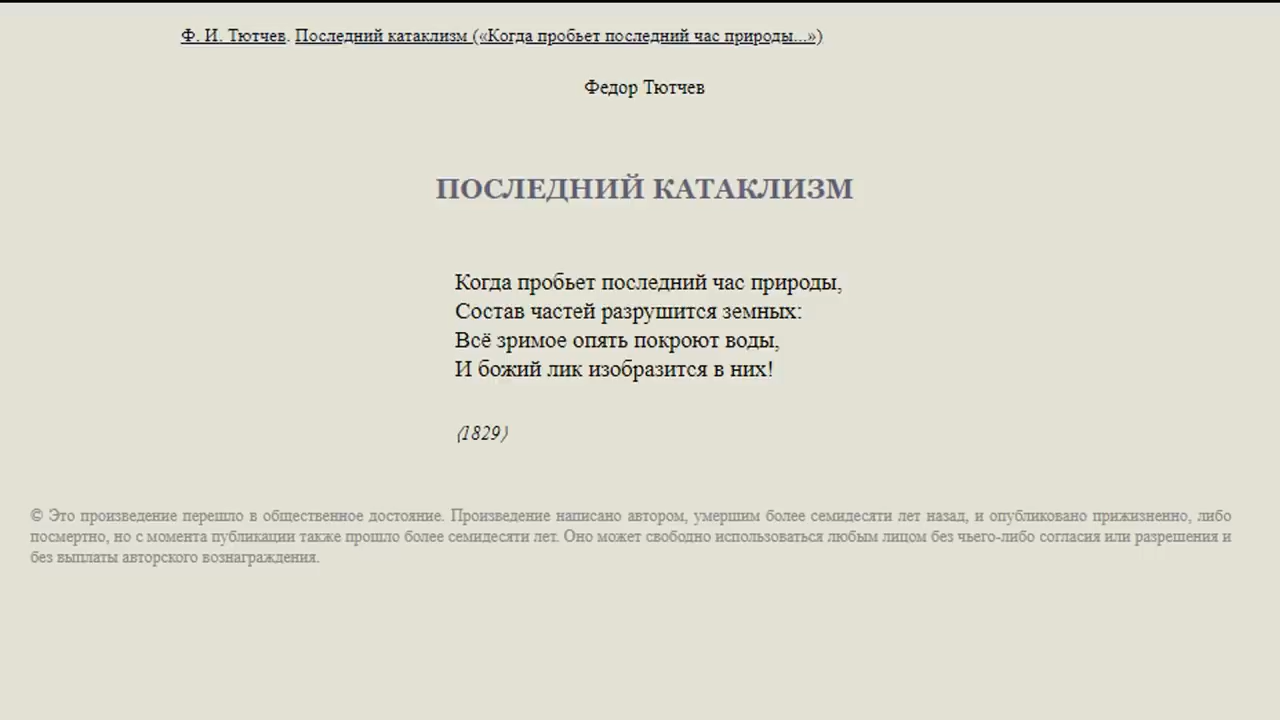 Ф. И. Тютчев. Последний катаклизм («Когда пробьет последний час природы...»)
Федор Тютчев
ПОСЛЕДНИЙ КАТАКЛИЗМ
Когда пробьет последний час природы,
Состав частей разрушится земных:
Всё зримое опять покроют воды,
И божий лик изобразится в них!
(1829)
© Это произведение перешло в общественное достояние. Произведение написано автором, умершим более семидесяти лет назад, и опубликовано прижизненно, либо
посмертно, но с момента публикации также прошло более семидесяти лет. Оно может свободно использоваться любым лицом без чьего-либо согласия или разрешения и
без выплаты авторского вознаграждения.